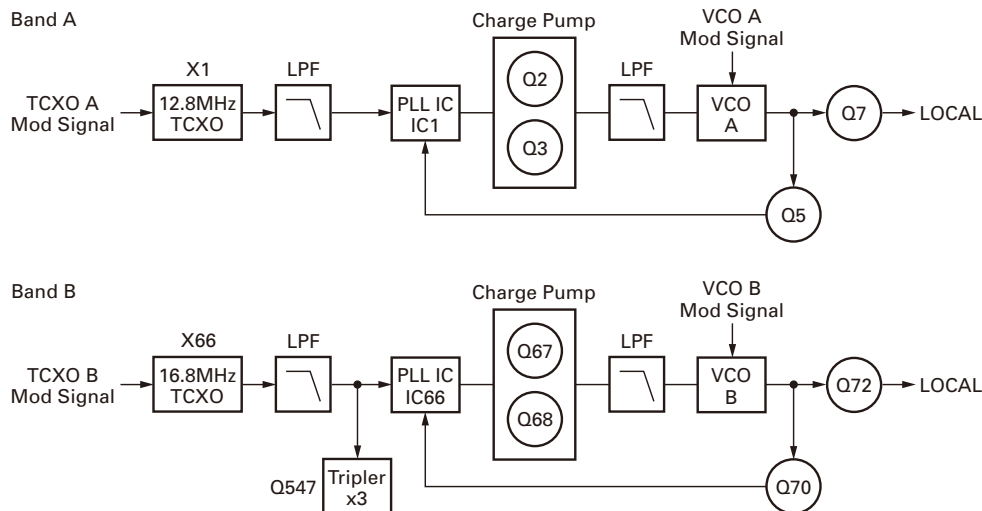 Band A
Charge Pump
VCO A
Mod Signal
X1
LPF
LPF
TCXO A
Mod Signal
12.8MHz
TCXO
PLL IC
IC1
Q2
Q3
VCO
A
Q7
LOCAL
Q5
Band B
Charge Pump
VCO B
Mod Signal
X66
LPF
LPF
TCXO B
Mod Signal
16.8MHz
TCXO
PLL IC
IC66
Q67
Q68
VCO
B
Q72
LOCAL
Q547
Tripler
x3
Q70